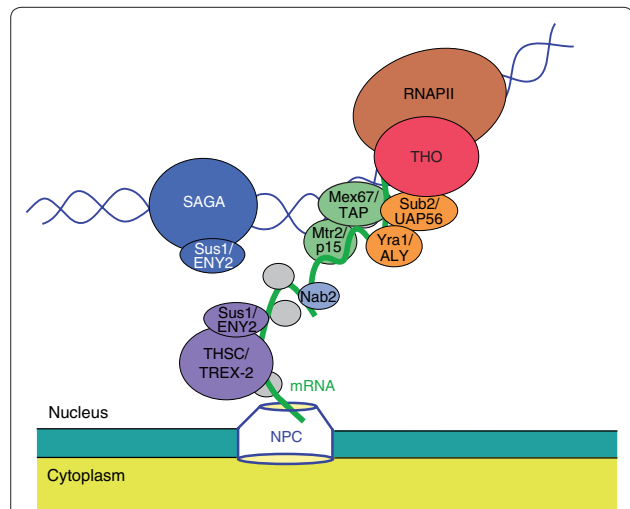 RNAPII
THO
SAGA
Mex67/
TAP
Sub2/
UAP56
Mtr2/
p15
Yra1/
ALY
Sus1/
ENY2
Nab2
Sus1/
ENY2
THSC/
TREX-2
mRNA
Nucleus
NPC
Cytoplasm